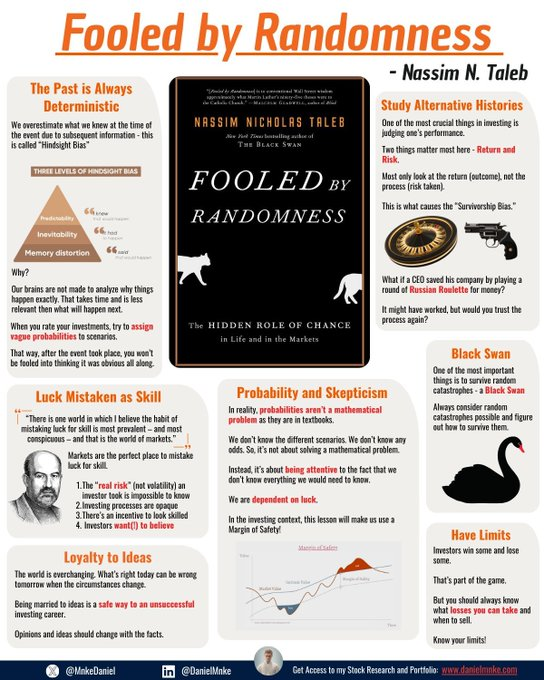 Fooled by Randomness
- Nassim N. Taleb
The Past is Always
Deterministic
We overestimate what we knew at the time of
the event due to subsequent information - this
is called “Hindsight Bias”
THREE LEVELS OF HINDSIGHT BIAS
Predictability
Inevitability
Memory distortion
I knew
that would happen
I had
to happen
I said
that would happen
Why?
Our brains are not made to analyze why things
happen exactly. That takes time and is less
relevant then what will happen next.
When you rate your investments, try to assign
vague probabilities to scenarios.
That way, after the event took place, you won't
be fooled into thinking it was obvious all along.
"[Fooled by Randomness] is to conventional Wall Street wisdom
approximately what Martin Luther's ninety-five theses were to
the Catholic Church." —MALCOLM GLADWELL, author of Blink
NASSIM NICHOLAS TALEB
New York Times bestselling author of
THE BLACK SWAN
FOOLED BY
RANDOMNESS
The HIDDEN ROLE OF CHANCE
in Life and in the Markets
Study Alternative Histories
One of the most crucial things in investing is
judging one's performance.
Two things matter most here - Return and
Risk.
Most only look at the return (outcome), not the
process (risk taken).
This is what causes the “Survivorship Bias.”
What if a CEO saved his company by playing a
round of Russian Roulette for money?
It might have worked, but would you trust the
process again?
Luck Mistaken as Skill
“There is one world in which I believe the habit of
mistaking luck for skill is most prevalent – and most
conspicuous – and that is the world of markets.”
Markets are the perfect place to mistake
luck for skill.
1.The “real risk” (not volatility) an
investor took is impossible to know
2.Investing processes are opaque
3.There's an incentive to look skilled
4. Investors want(!) to believe
Probability and Skepticism
In reality, probabilities aren't a mathematical
problem as they are in textbooks.
We don't know the different scenarios. We don't know any
odds. So, it's not about solving a mathematical problem.
Instead, it's about being attentive to the fact that we
don't know everything we would need to know.
We are dependent on luck.
In the investing context, this lesson will make us use a
Margin of Safety!
Margin of Safety
Value
Market Value
Intrinsic Value
Margin of Safety
Time
Black Swan
One of the most important
things is to survive random
catastrophes - a Black Swan
Always consider random
catastrophes possible and figure
out how to survive them.
Loyalty to Ideas
The world is everchanging. What's right today can be wrong
tomorrow when the circumstances change.
Being married to ideas is a safe way to an unsuccessful
investing career.
Opinions and ideas should change with the facts.
Have Limits
Investors win some and lose
some.
That's part of the game.
But you should always know
what losses you can take and
when to sell.
Know your limits!
@MnkeDaniel
@DanielMnke
Get Access to my Stock Research and Portfolio: www.danielmnke.com